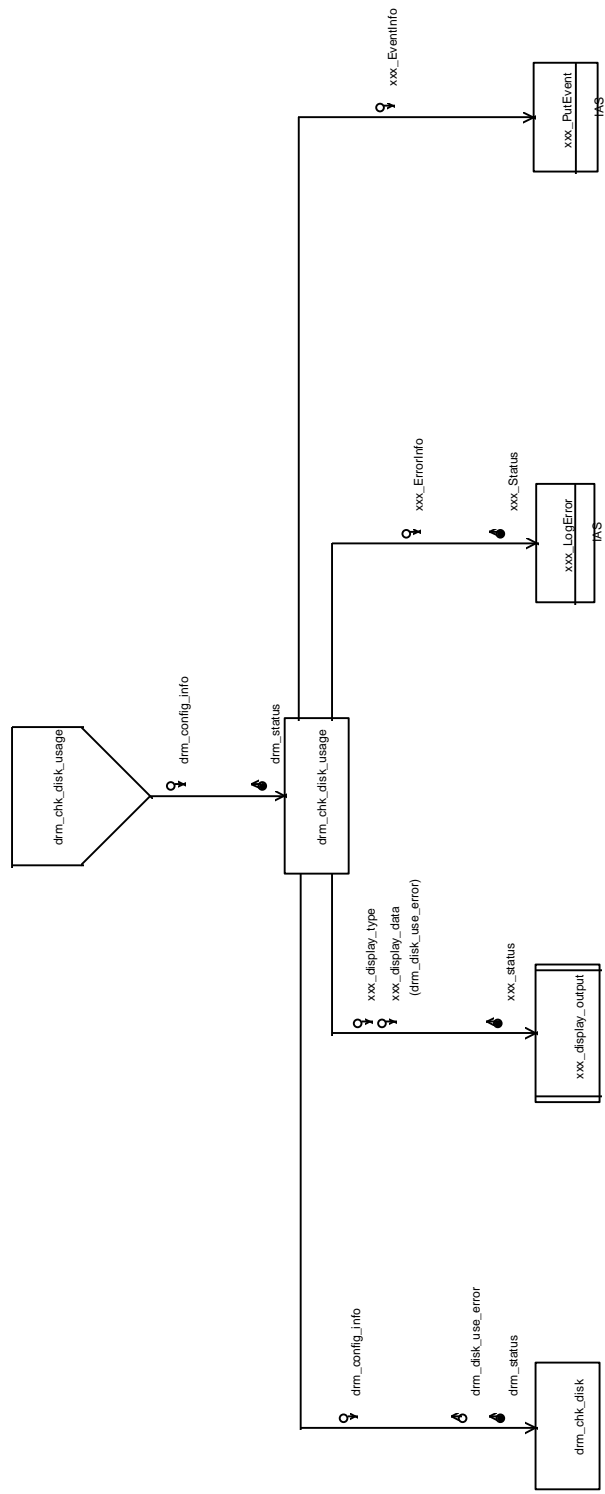 drm_chk_disk_usage
drm_config_info
drm_status
drm_chk_disk_usage
drm_config_info
drm_disk_use_error
drm_status
drm_chk_disk
xxx_display_type
xxx_display_data
(drm_disk_use_error)
xxx_status
xxx_display_output
xxx_ErrorInfo
xxx_Status
xxx_LogError
IAS
xxx_EventInfo
xxx_PutEvent
IAS